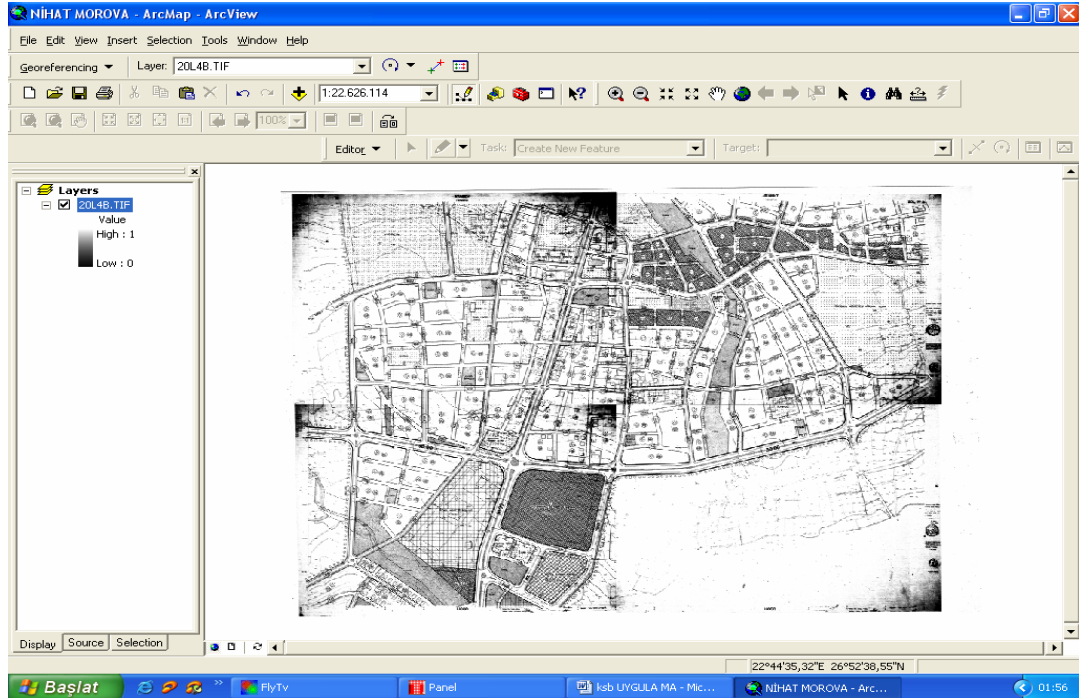 NİHAT MOROVA - ArcMap - ArcView
File Edit View Insert Selection Tools Window Help
Georeferencing Layer: 20L4B.TIF
1:22.626.114
100%
Editor Task: Create New Feature Target:
Layers
20L4B.TIF
Value
High : 1
Low : 0
Display Source Selection
22°44'35,32"E 26°52'38,55"N
Başlat » FlyTv Panel ksb UYGULA MA - Mic... NİHAT MOROVA - Arc... 01:56